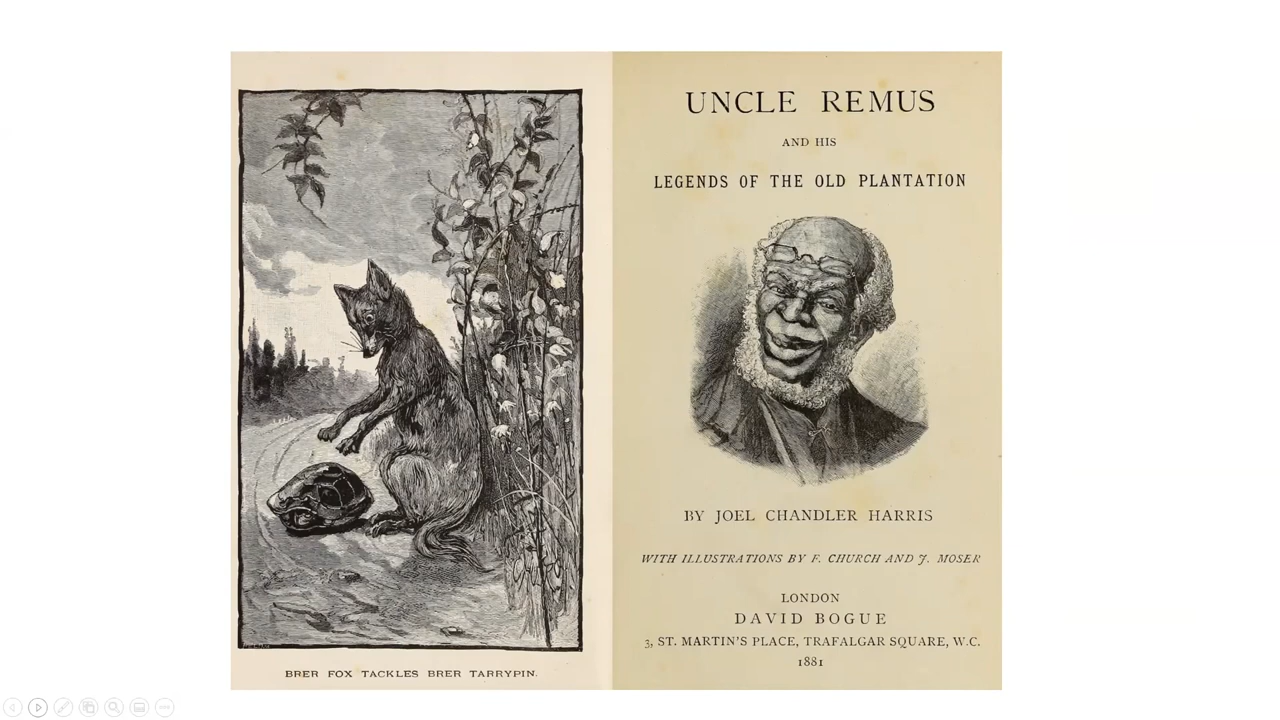 BRER FOX TACKLES BRER TARRYPIN.
UNCLE REMUS
AND HIS
LEGENDS OF THE OLD PLANTATION
BY JOEL CHANDLER HARRIS
WITH ILLUSTRATIONS BY F. CHURCH AND J. MOSER
LONDON
DAVID BOGUE
3, ST. MARTIN'S PLACE, TRAFALGAR SQUARE, W.C.
1881